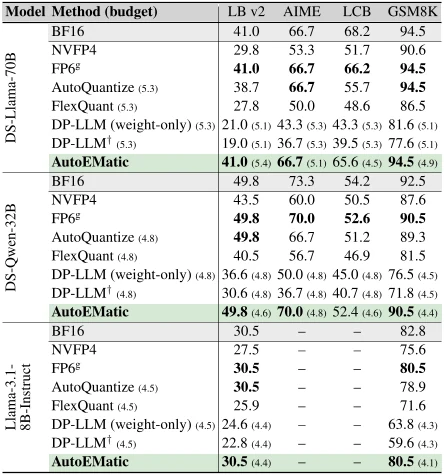 Model Method (budget) LB v2 AIME LCB GSM8K
DS-Llama-70B
BF16 41.0 66.7 68.2 94.5
NVFP4 29.8 53.3 51.7 90.6
FP6g 41.0 66.7 66.2 94.5
AutoQuantize (5.3) 38.7 66.7 55.7 94.5
FlexQuant (5.3) 27.8 50.0 48.6 86.5
DP-LLM (weight-only) (5.3) 21.0 (5.1) 43.3 (5.3) 43.3 (5.3) 81.6 (5.1)
DP-LLM† (5.3) 19.0 (5.1) 36.7 (5.3) 39.5 (5.3) 77.6 (5.1)
AutoEMatic 41.0 (5.4) 66.7 (5.1) 65.6 (4.5) 94.5 (4.9)
DS-Qwen-32B
BF16 49.8 73.3 54.2 92.5
NVFP4 43.5 60.0 50.5 87.6
FP6g 49.8 70.0 52.6 90.5
AutoQuantize (4.8) 49.8 66.7 51.2 89.3
FlexQuant (4.8) 40.5 56.7 46.9 81.5
DP-LLM (weight-only) (4.8) 36.6 (4.8) 50.0 (4.8) 45.0 (4.8) 76.5 (4.5)
DP-LLM† (4.8) 30.6 (4.8) 36.7 (4.8) 40.7 (4.8) 71.8 (4.5)
AutoEMatic 49.8 (4.6) 70.0 (4.8) 52.4 (4.6) 90.5 (4.4)
Llama-3.1-
8B-Instruct
BF16 30.5 – – 82.8
NVFP4 27.5 – – 75.6
FP6g 30.5 – – 80.5
AutoQuantize (4.5) 30.5 – – 78.9
FlexQuant (4.5) 25.9 – – 71.6
DP-LLM (weight-only) (4.5) 24.6 (4.4) – – 63.8 (4.3)
DP-LLM† (4.5) 22.8 (4.4) – – 59.6 (4.3)
AutoEMatic 30.5 (4.4) – – 80.5 (4.1)